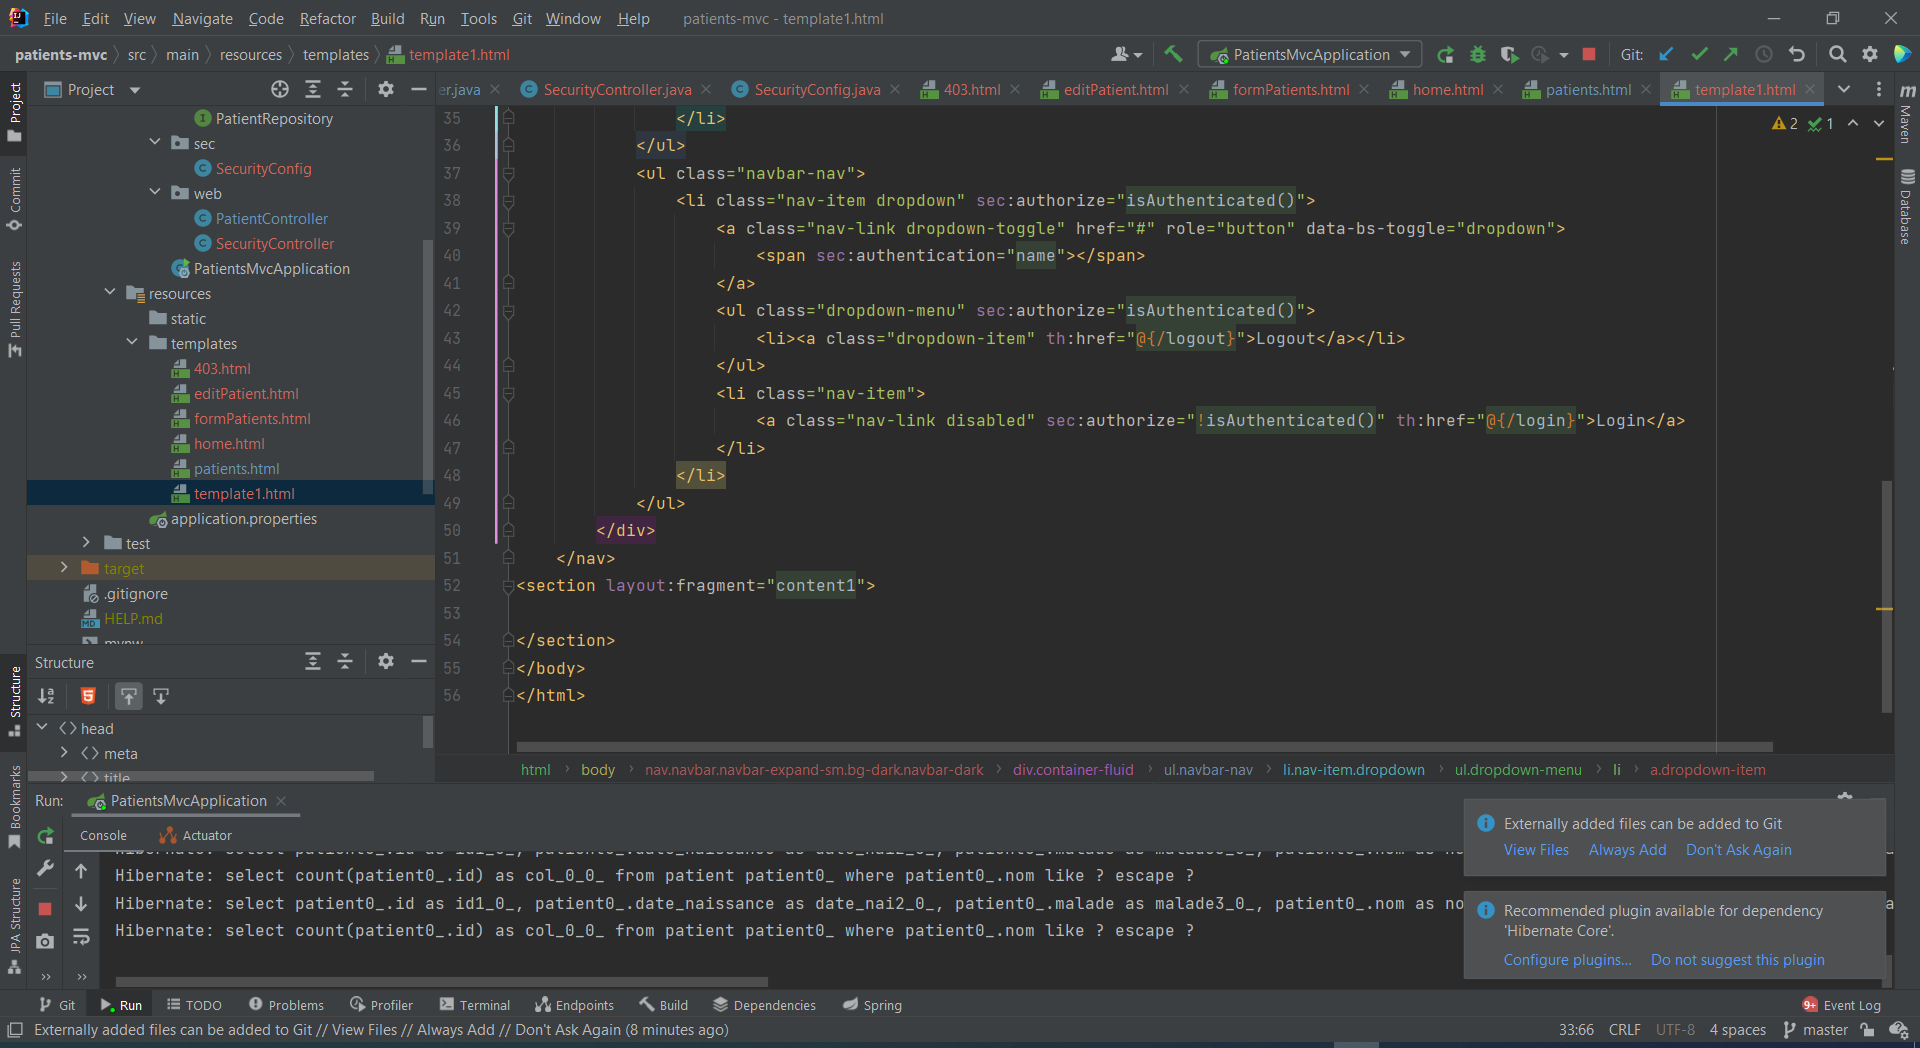 File Edit View Navigate Code Refactor Build Run Tools Git Window Help patients-mvc - template1.html
patients-mvc src main resources templates template1.html PatientsMvcApplication Git:
Project
er.java SecurityController.java SecurityConfig.java 403.html editPatient.html formPatients.html home.html patients.html template1.html
Project
Commit
Pull Requests
Structure
Bookmarks
JPA Structure
PatientRepository
sec
SecurityConfig
web
PatientController
SecurityController
PatientsMvcApplication
resources
static
templates
403.html
editPatient.html
formPatients.html
home.html
patients.html
template1.html
application.properties
test
target
.gitignore
HELP.md
mvnw
Structure
head
meta
title
2 1
35 </li>
36 </ul>
37 <ul class="navbar-nav">
38 <li class="nav-item dropdown" sec:authorize="isAuthenticated()">
39 <a class="nav-link dropdown-toggle" href="#" role="button" data-bs-toggle="dropdown">
40 <span sec:authentication="name"></span>
41 </a>
42 <ul class="dropdown-menu" sec:authorize="isAuthenticated()">
43 <li><a class="dropdown-item" th:href="@{/logout}">Logout</a></li>
44 </ul>
45 <li class="nav-item">
46 <a class="nav-link disabled" sec:authorize="!isAuthenticated()" th:href="@{/login}">Login</a>
47 </li>
48 </li>
49 </ul>
50 </div>
51 </nav>
52 <section layout:fragment="content1">
53
54 </section>
55 </body>
56 </html>
html body nav.navbar.navbar-expand-sm.bg-dark.navbar-dark div.container-fluid ul.navbar-nav li.nav-item.dropdown ul.dropdown-menu li a.dropdown-item
Maven
Database
Run: PatientsMvcApplication
Console Actuator
Hibernate: select count(patient0_.id) as col_0_0_ from patient patient0_ where patient0_.nom like ? escape ?
Hibernate: select patient0_.id as id1_0_, patient0_.date_naissance as date_nai2_0_, patient0_.malade as malade3_0_, patient0_.nom as no
Hibernate: select count(patient0_.id) as col_0_0_ from patient patient0_ where patient0_.nom like ? escape ?
Externally added files can be added to Git
View Files Always Add Don't Ask Again
Recommended plugin available for dependency
'Hibernate Core'.
Configure plugins... Do not suggest this plugin
Git Run TODO Problems Profiler Terminal Endpoints Build Dependencies Spring 9+ Event Log
Externally added files can be added to Git // View Files // Always Add // Don't Ask Again (8 minutes ago) 33:66 CRLF UTF-8 4 spaces master